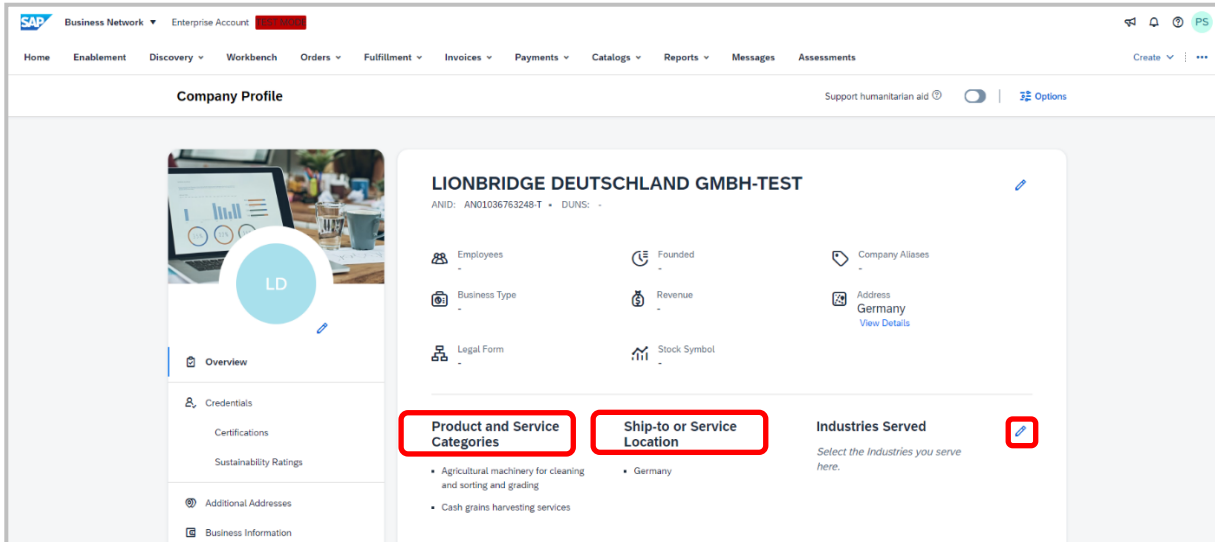 SAP Business Network Enterprise Account TEST MODE PS
Home Enablement Discovery Workbench Orders Fulfillment Invoices Payments Catalogs Reports Messages Assessments Create
Company Profile Support humanitarian aid Options
LIONBRIDGE DEUTSCHLAND GMBH-TEST
ANID: AN01036763248-T • DUNS: -
Employees Founded Company Aliases
- - -
LD
Business Type Revenue Address
- - Germany
View Details
Legal Form Stock Symbol
- -
Overview
Credentials
Certifications
Sustainability Ratings
Additional Addresses
Business Information
Product and Service
Categories
• Agricultural machinery for cleaning
and sorting and grading
• Cash grains harvesting services
Ship-to or Service
Location
• Germany
Industries Served
Select the Industries you serve
here.